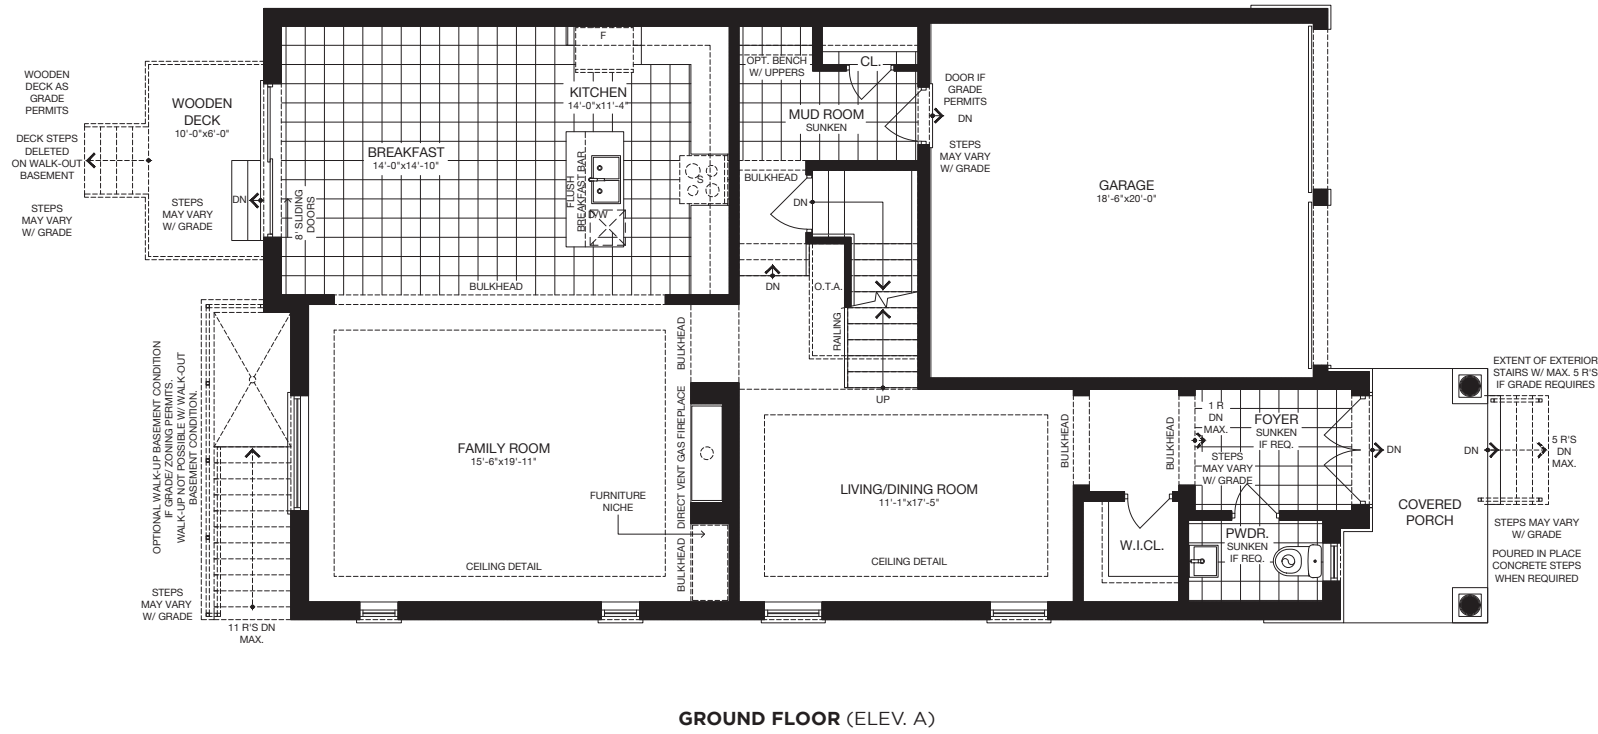 WOODEN
DECK AS
GRADE
PERMITS
DECK STEPS
DELETED
ON WALK-OUT
BASEMENT
STEPS
MAY VARY
W/ GRADE
WOODEN
DECK
10'-0"x6'-0"
STEPS
MAY VARY
W/ GRADE
DN
8' SLIDING
DOORS
BREAKFAST
14'-0"x14'-10"
F
KITCHEN
14'-0"x11'-4"
FLUSH
BREAKFAST BAR
D/W
S
BULKHEAD
OPT. BENCH
W/ UPPERS
CL.
MUD ROOM
SUNKEN
DOOR IF
GRADE
PERMITS
DN
STEPS
MAY VARY
W/ GRADE
BULKHEAD
DN
DN
O.T.A.
RAILING
UP
GARAGE
18'-6"x20'-0"
OPTIONAL WALK-UP BASEMENT CONDITION
IF GRADE/ ZONING PERMITS.
WALK-UP NOT POSSIBLE W/ WALK-OUT
BASEMENT CONDITION.
STEPS
MAY VARY
W/ GRADE
11 R'S DN
MAX.
FAMILY ROOM
15'-6"x19'-11"
FURNITURE
NICHE
CEILING DETAIL
BULKHEAD
DIRECT VENT GAS FIREPLACE
BULKHEAD
LIVING/DINING ROOM
11'-1"x17'-5"
CEILING DETAIL
BULKHEAD
BULKHEAD
W.I.CL.
1 R
DN
MAX.
FOYER
SUNKEN
IF REQ.
STEPS
MAY VARY
W/ GRADE
PWDR.
SUNKEN
IF REQ.
DN
COVERED
PORCH
DN
EXTENT OF EXTERIOR
STAIRS W/ MAX. 5 R'S
IF GRADE REQUIRES
5 R'S
DN
MAX.
STEPS MAY VARY
W/ GRADE
POURED IN PLACE
CONCRETE STEPS
WHEN REQUIRED
GROUND FLOOR (ELEV. A)